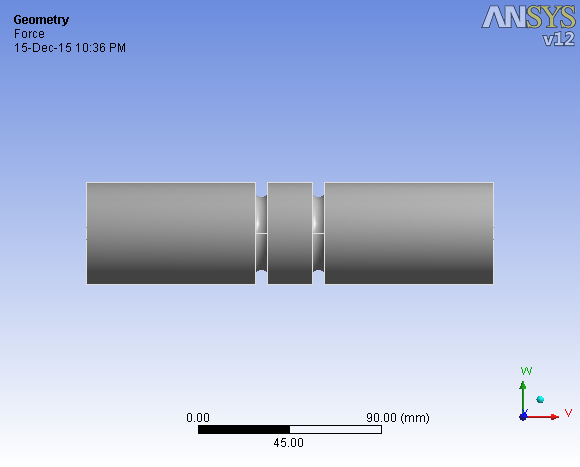 Geometry
Force
15-Dec-15 10:36 PM
ANSYS
v12
W
V
0.00 90.00 (mm)
45.00